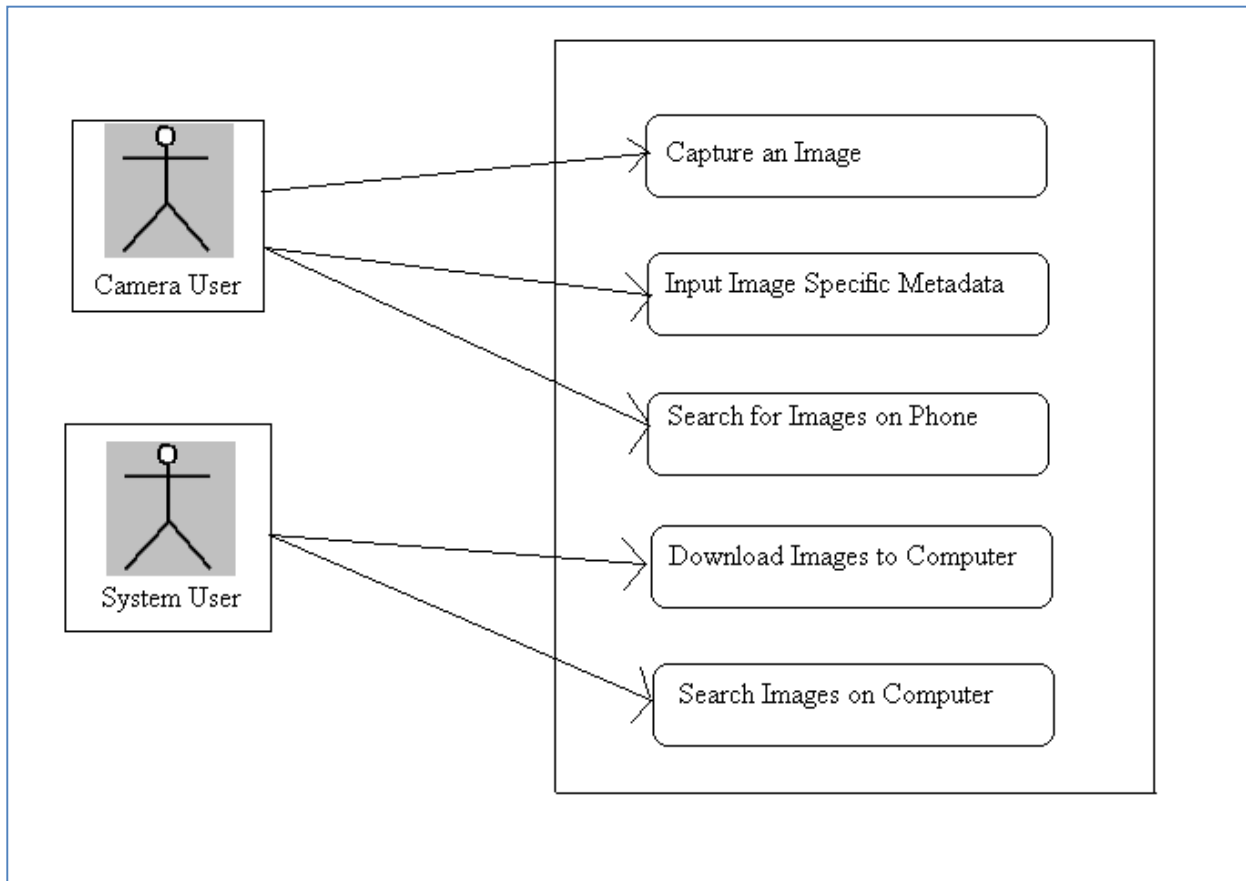 Camera User
System User
Capture an Image
Input Image Specific Metadada
Search for Images on Phone
Download Images to Computer
Search Images on Computer